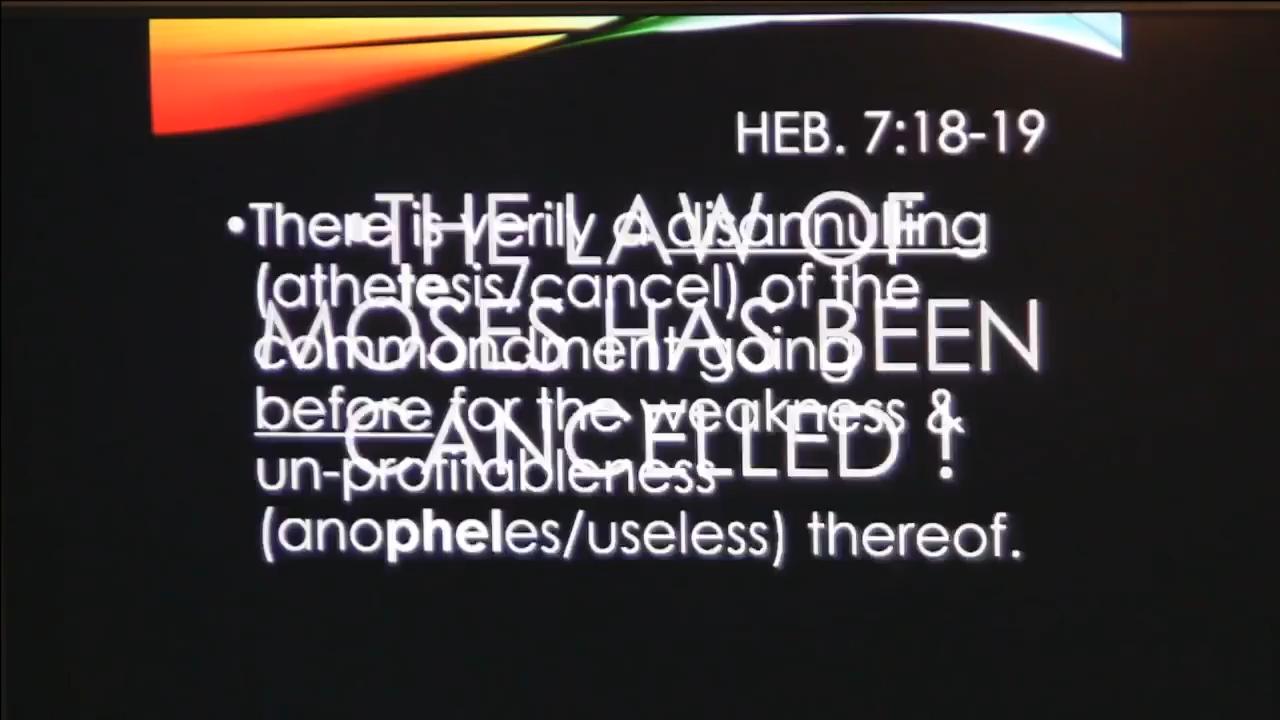 HEB. 7:18-19
•There is verily a disannulling
(athetesis/cancel) of the
commondment going
before for the weakness &
un-profitableness
(anopheles/useless) thereof.
•THE LAW OF
MOSES HAS BEEN
CANCELLED !